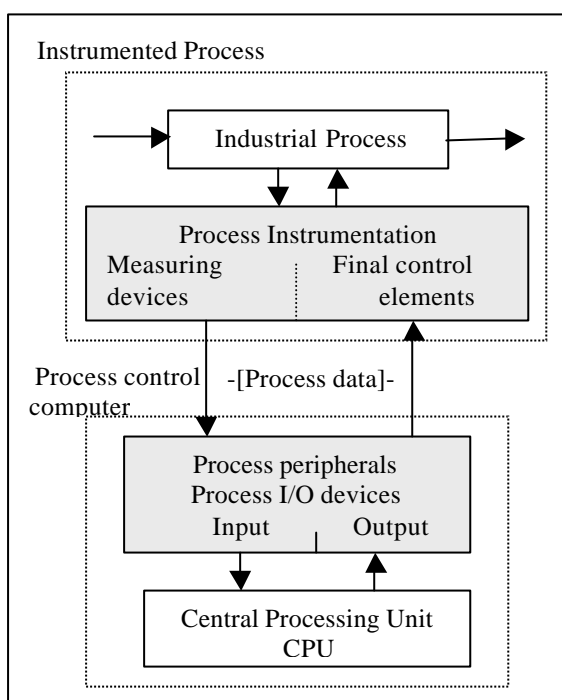 Instrumented Process
Industrial Process
Process Instrumentation
Measuring Final control
devices elements
Process control -[Process data]-
computer
Process peripherals
Process I/O devices
Input Output
Central Processing Unit
CPU